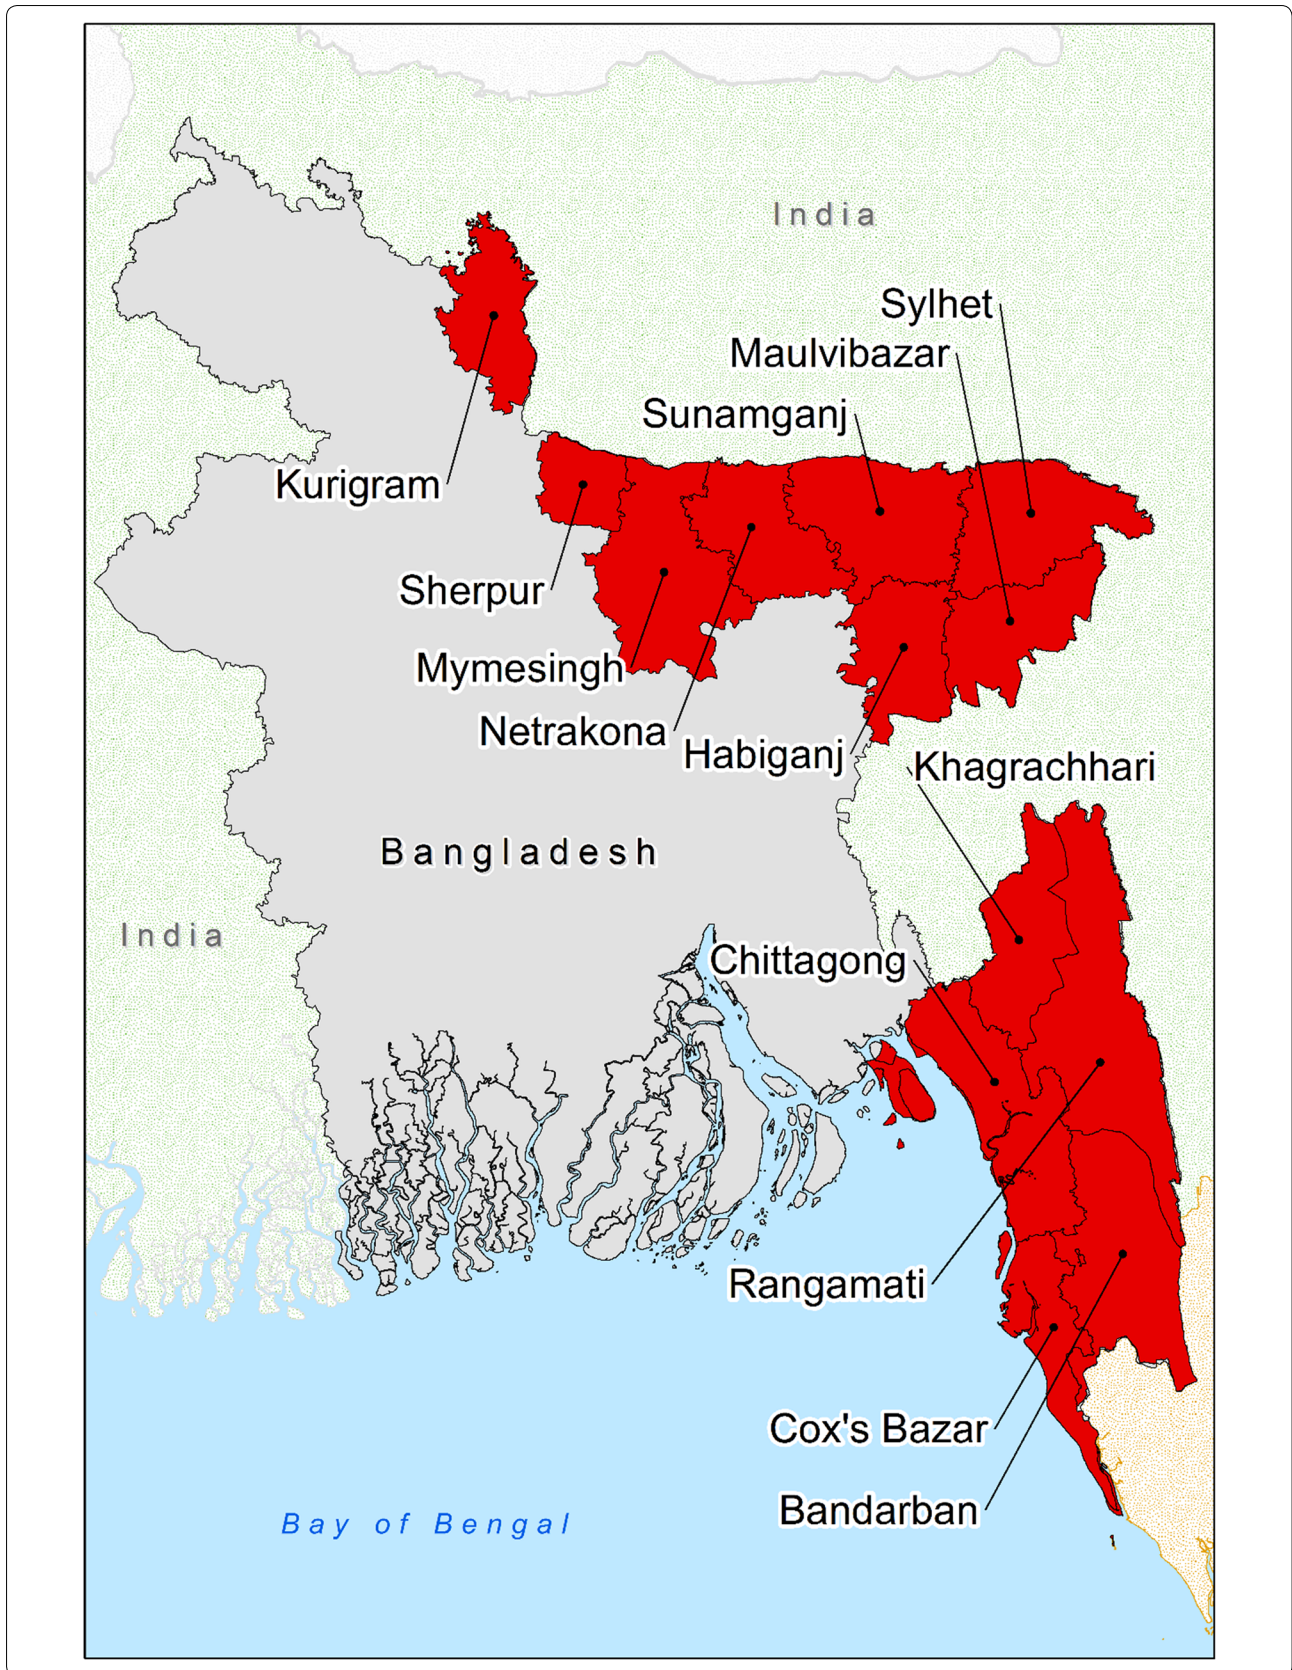 India
Sylhet
Maulvibazar
Sunamganj
Kurigram
Sherpur
Mymesingh
Netrakona
Habiganj
Khagrachhari
Bangladesh
India
Chittagong
Rangamati
Cox's Bazar
Bandarban
Bay of Bengal